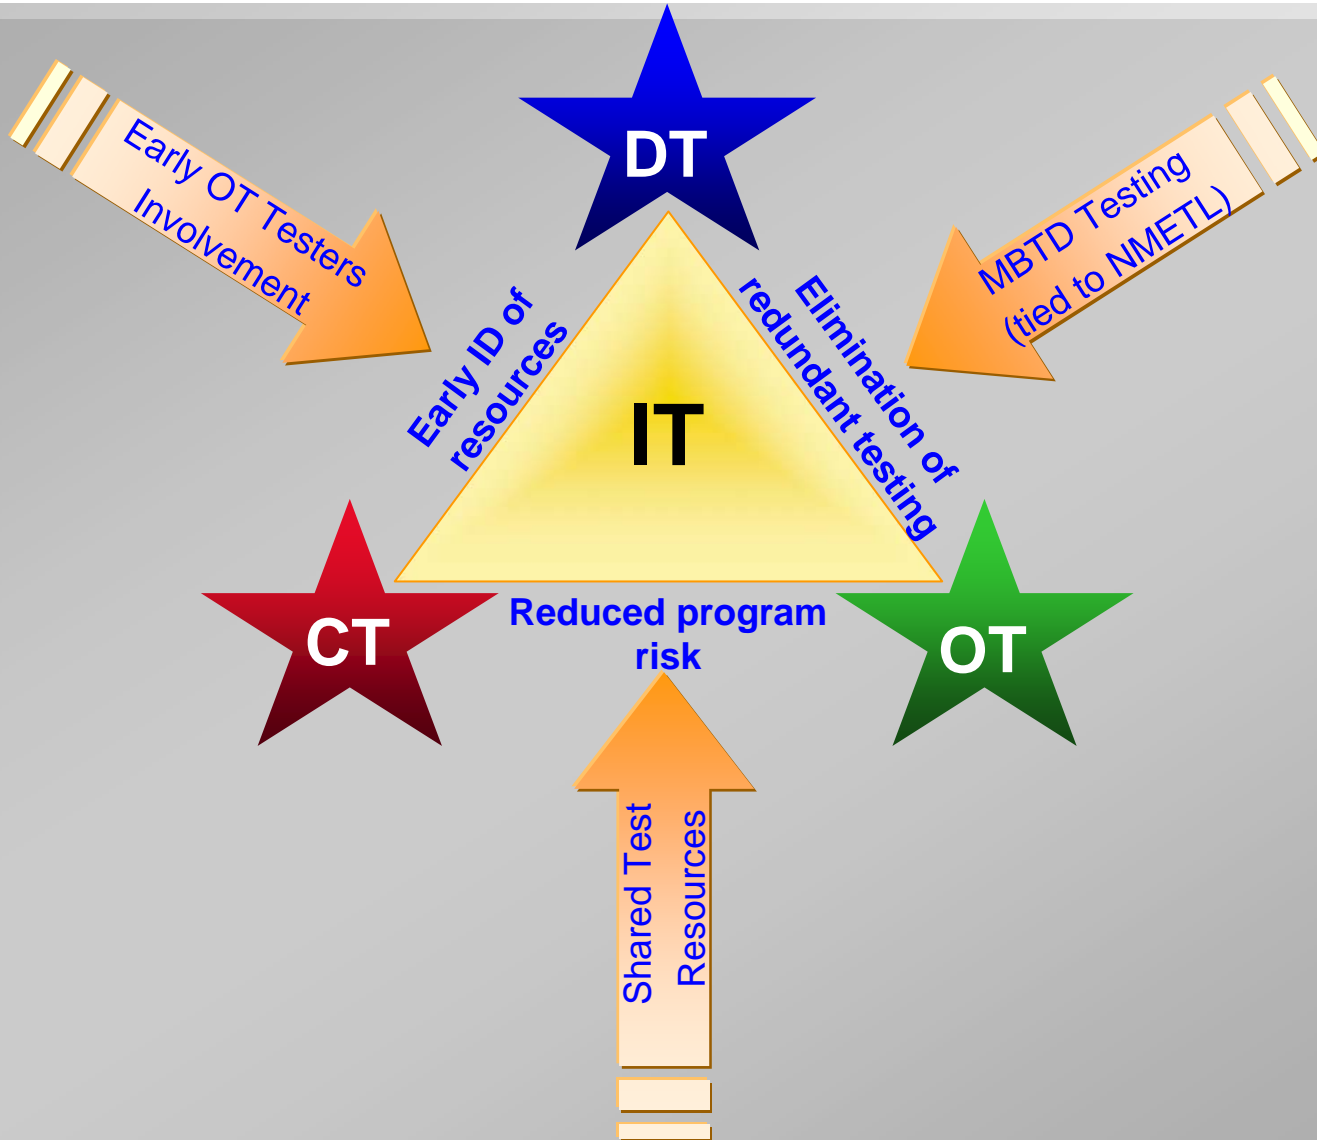 DT
Early OT Testers
Involvement
MBTD Testing
(tied to NMETL)
Early ID of
resources
Elimination of
redundant testing
IT
CT
Reduced program
risk
OT
Shared Test
Resources